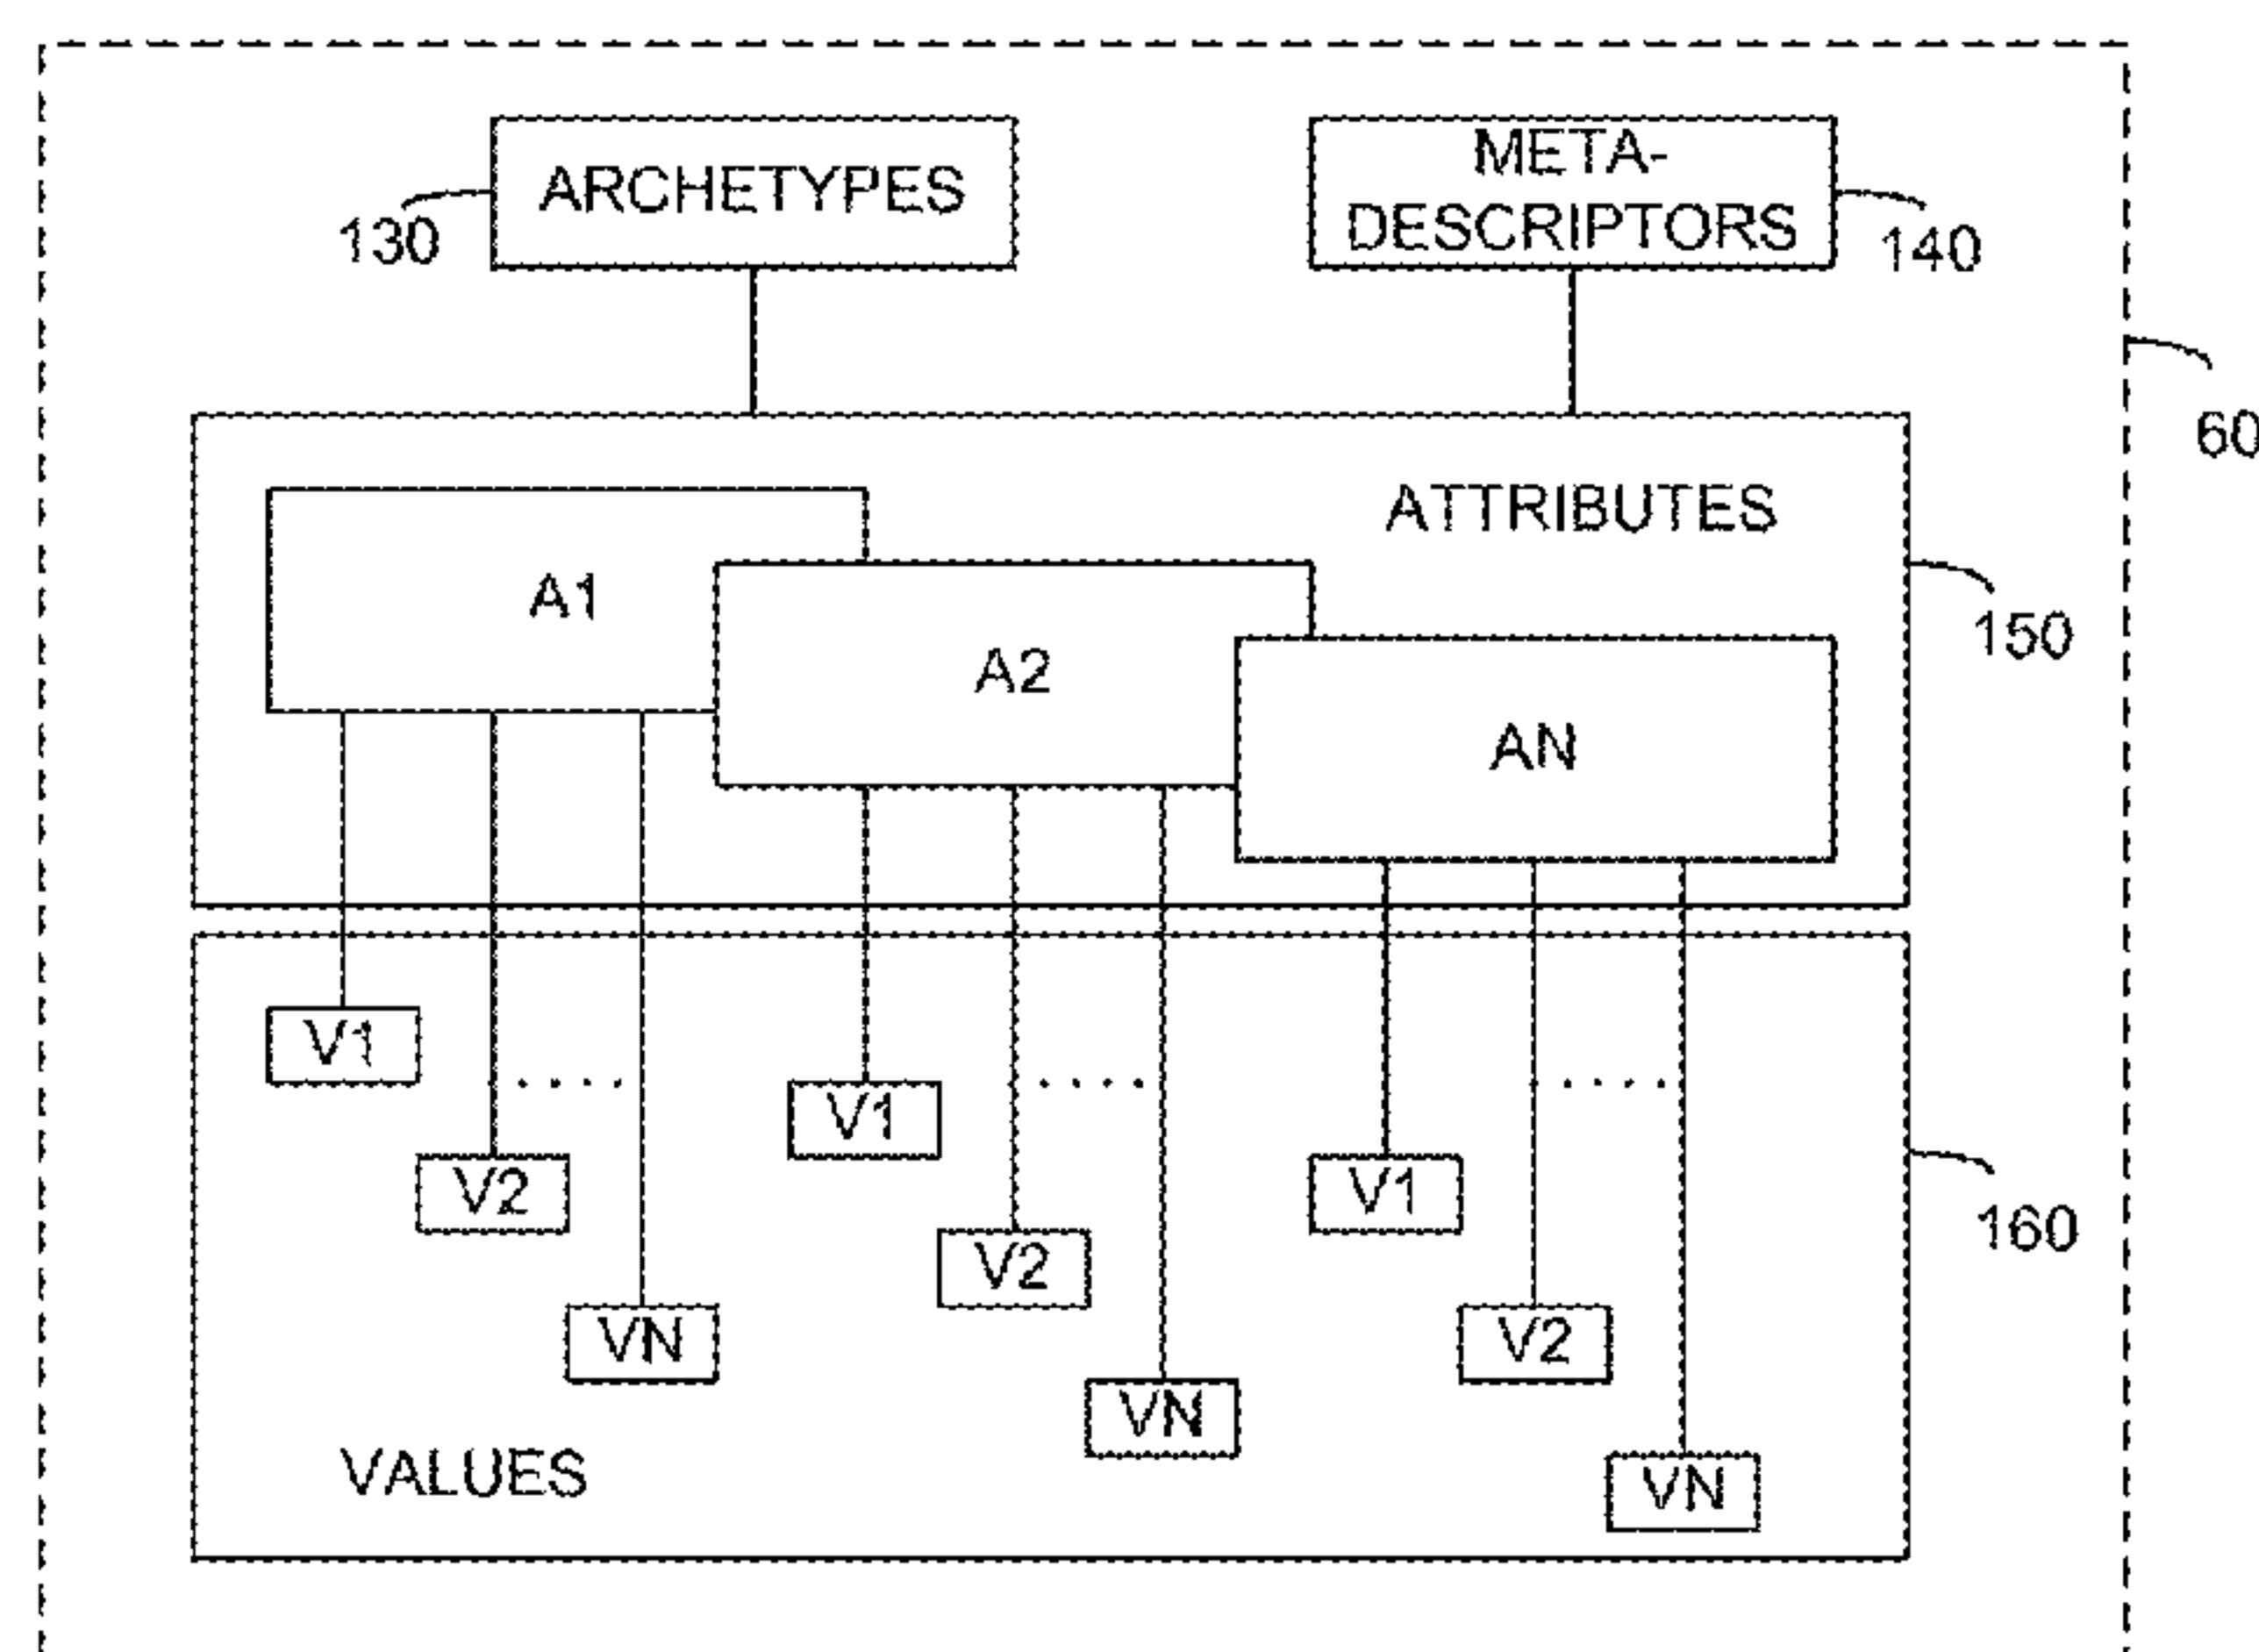 ARCHETYPES
META-
DESCRIPTORS
130
140
60
ATTRIBUTES
A1
A2
AN
150
V1
V2
VN
V1
V2
VN
V1
V2
VN
160
VALUES